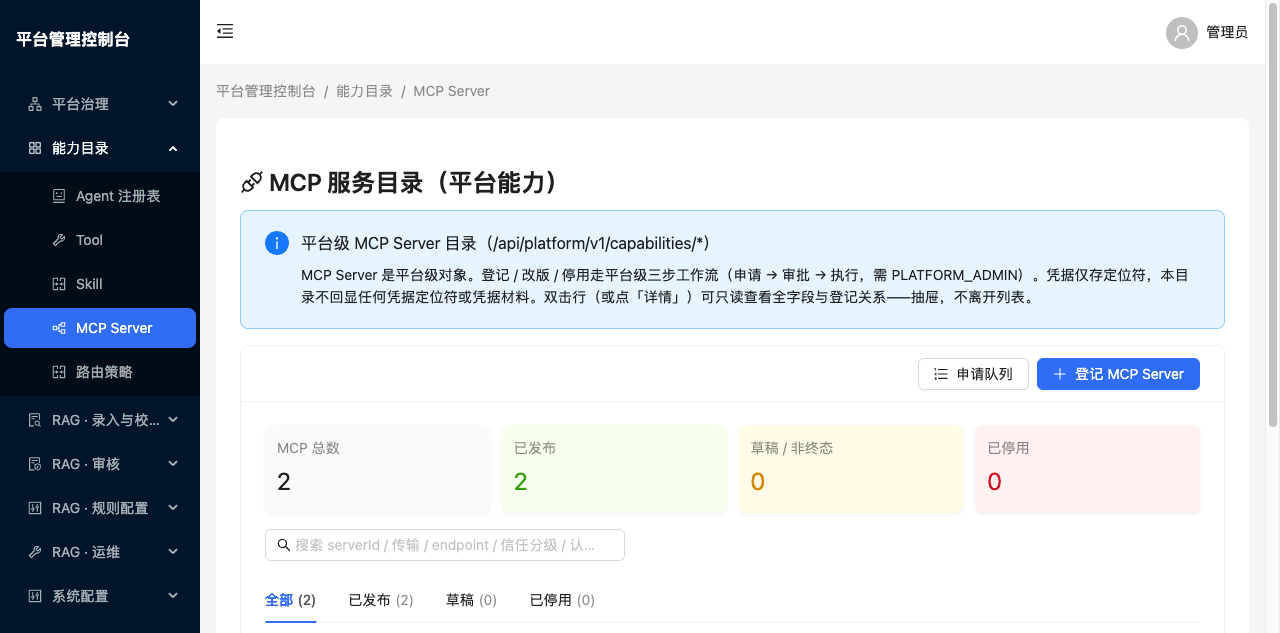 平台管理控制台
管理员
平台治理
能力目录
Agent 注册表
Tool
Skill
MCP Server
路由策略
RAG · 录入与校...
RAG · 审核
RAG · 规则配置
RAG · 运维
系统配置
平台管理控制台 / 能力目录 / MCP Server
MCP 服务目录（平台能力）
平台级 MCP Server 目录（/api/platform/v1/capabilities/*）
MCP Server 是平台级对象。登记 / 改版 / 停用走平台级三步工作流（申请 → 审批 → 执行，需 PLATFORM_ADMIN）。凭据仅存定位符，本目
录不回显任何凭据定位符或凭据材料。双击行（或点「详情」）可只读查看全字段与登记关系——抽屉，不离开列表。
申请队列
登记 MCP Server
MCP 总数
2
已发布
2
草稿 / 非终态
0
已停用
0
搜索 serverId / 传输 / endpoint / 信任分级 / 认...
全部 (2) 已发布 (2) 草稿 (0) 已停用 (0)